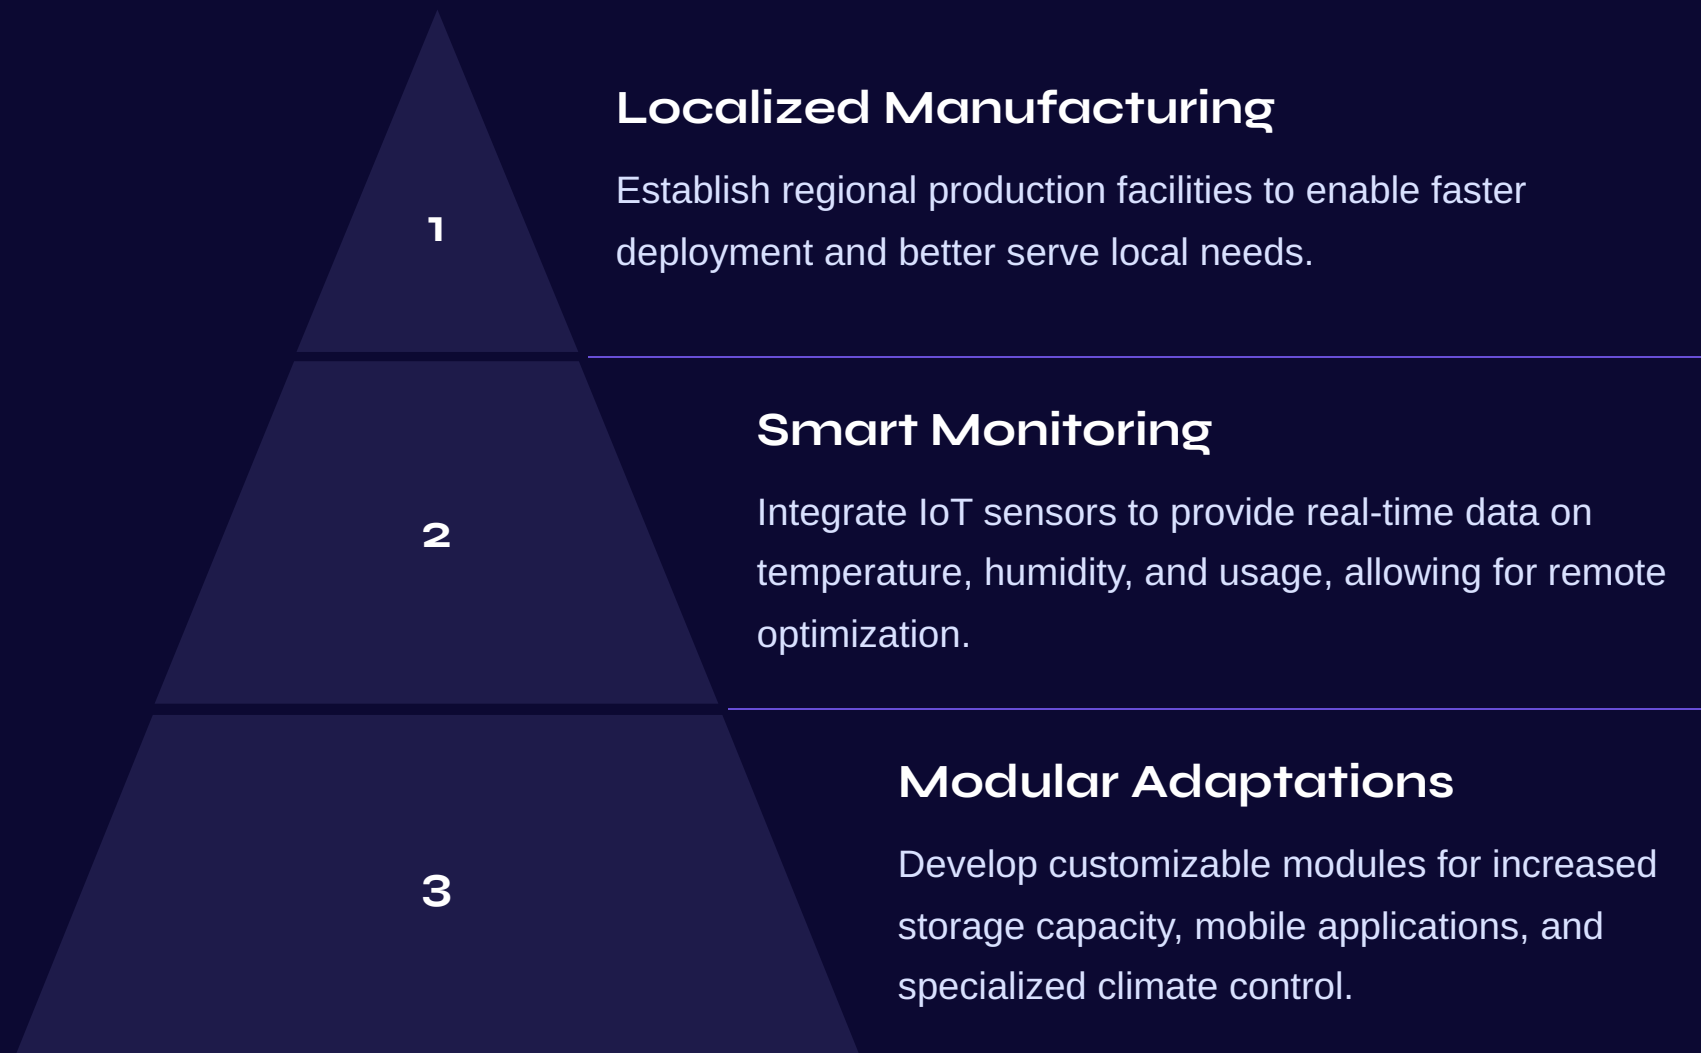 1
Localized Manufacturing
Establish regional production facilities to enable faster
deployment and better serve local needs.
2
Smart Monitoring
Integrate IoT sensors to provide real-time data on
temperature, humidity, and usage, allowing for remote
optimization.
3
Modular Adaptations
Develop customizable modules for increased
storage capacity, mobile applications, and
specialized climate control.